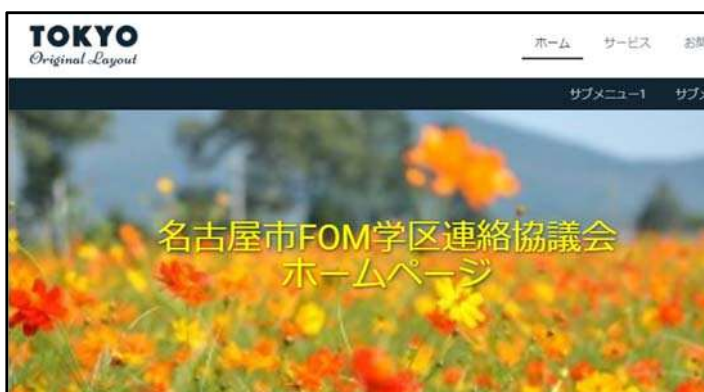 TOKYO
Original Layout
ホーム サービス
サブメニュー1
名古屋市FOM学区連絡協議会
ホームページ